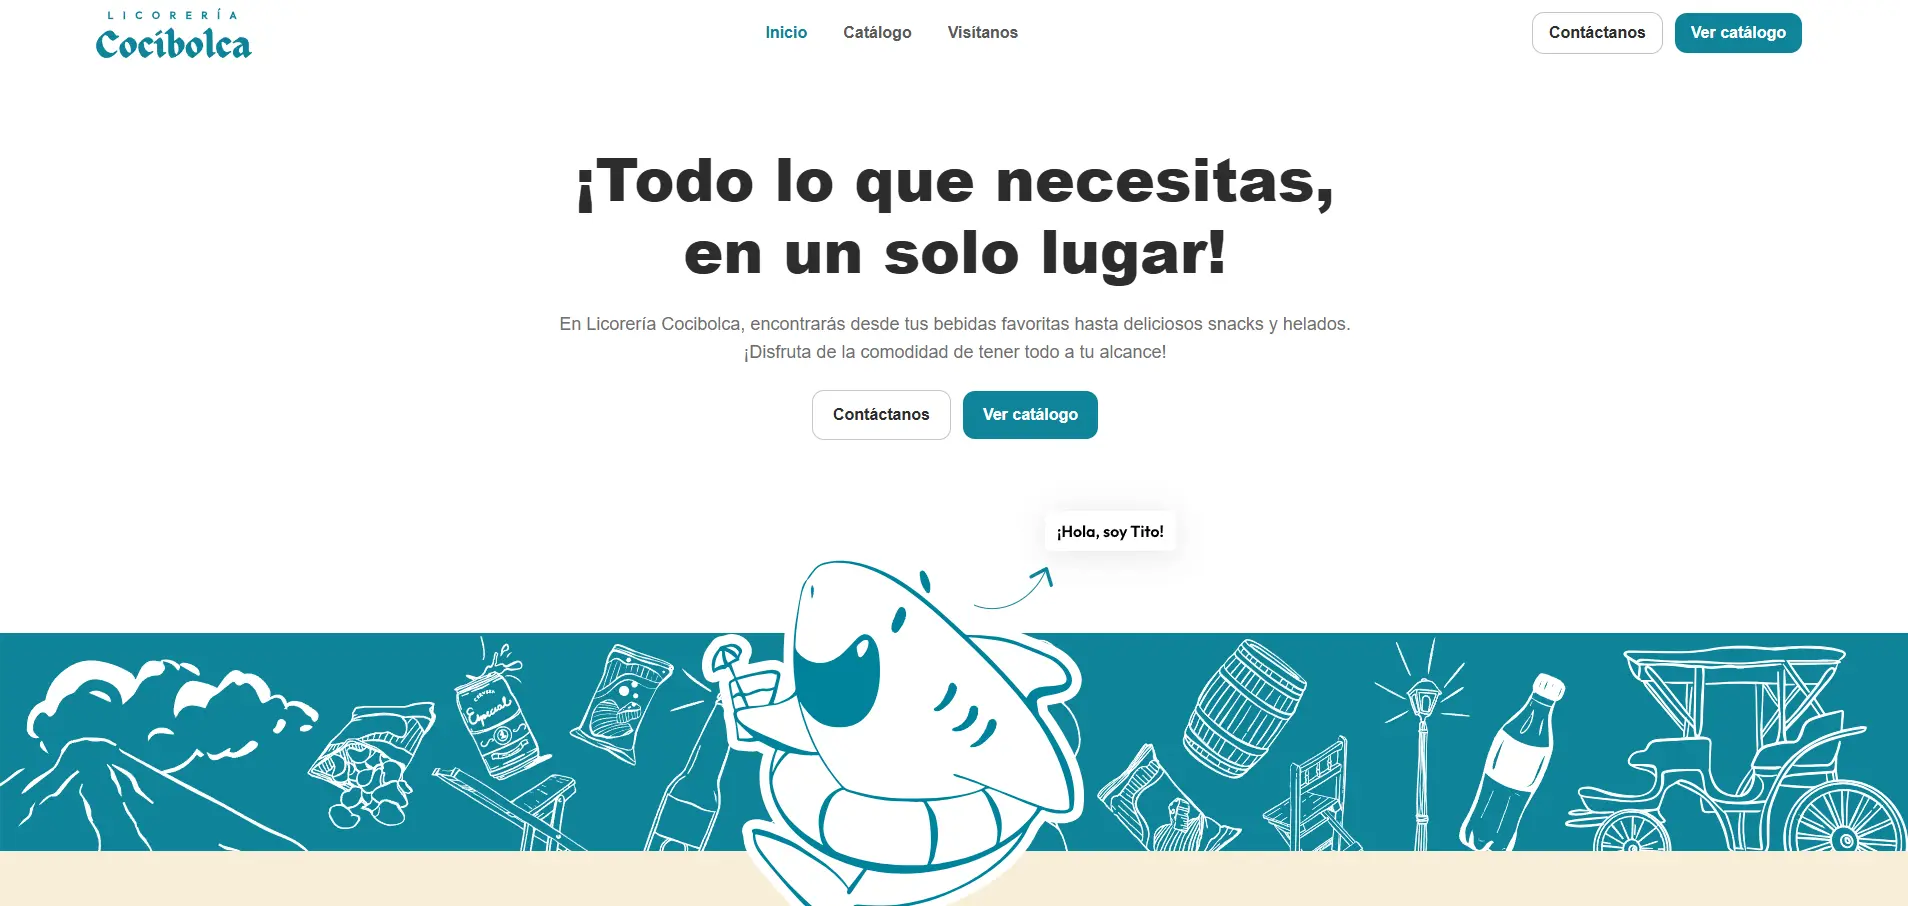 LICORERÍA
Cocibolca
Inicio
Catálogo
Visítanos
Contáctanos
Ver catálogo
¡Todo lo que necesitas,
en un solo lugar!
En Licorería Cocibolca, encontrarás desde tus bebidas favoritas hasta deliciosos snacks y helados.
¡Disfruta de la comodidad de tener todo a tu alcance!
Contáctanos
Ver catálogo
¡Hola, soy Tito!
CERVEZA
Especial